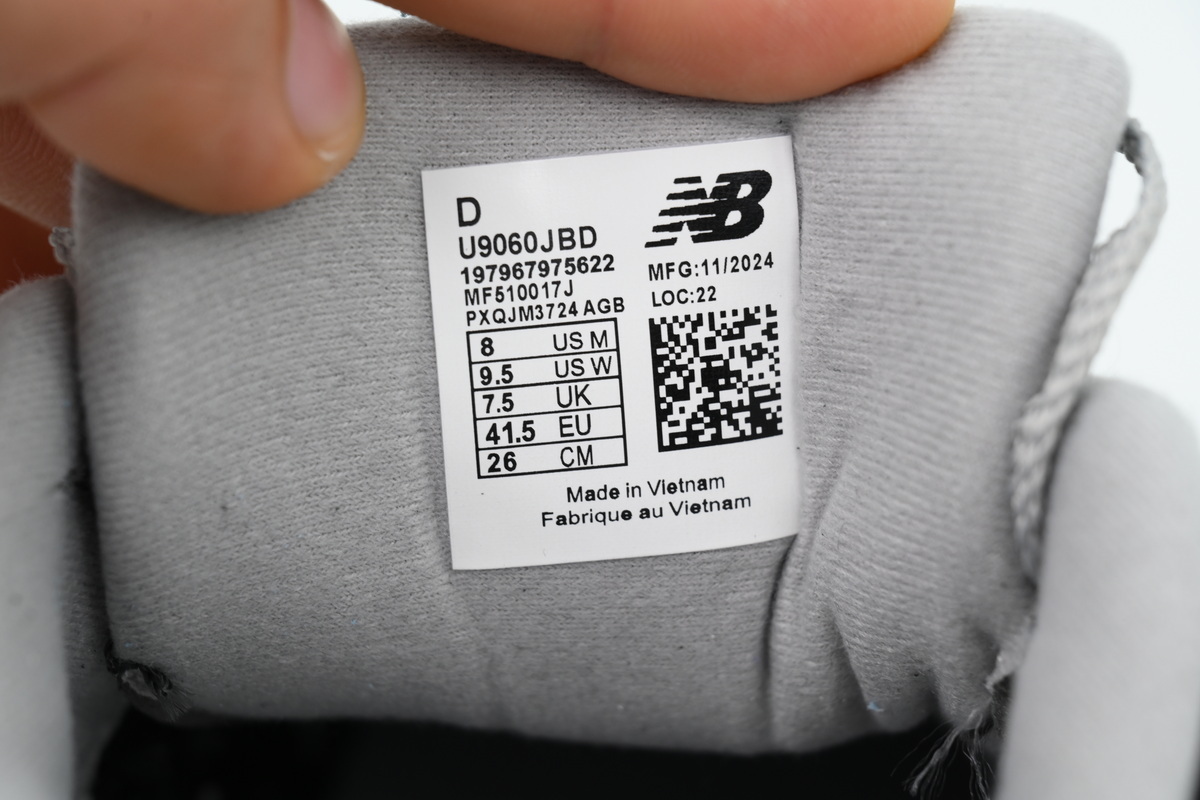 D
U9060JBD
197967975622
MF510017J
PXQJM3724 AGB
8 US M
9.5 US W
7.5 UK
41.5 EU
26 CM
NB
MFG:11/2024
LOC:22
Made in Vietnam
Fabrique au Vietnam